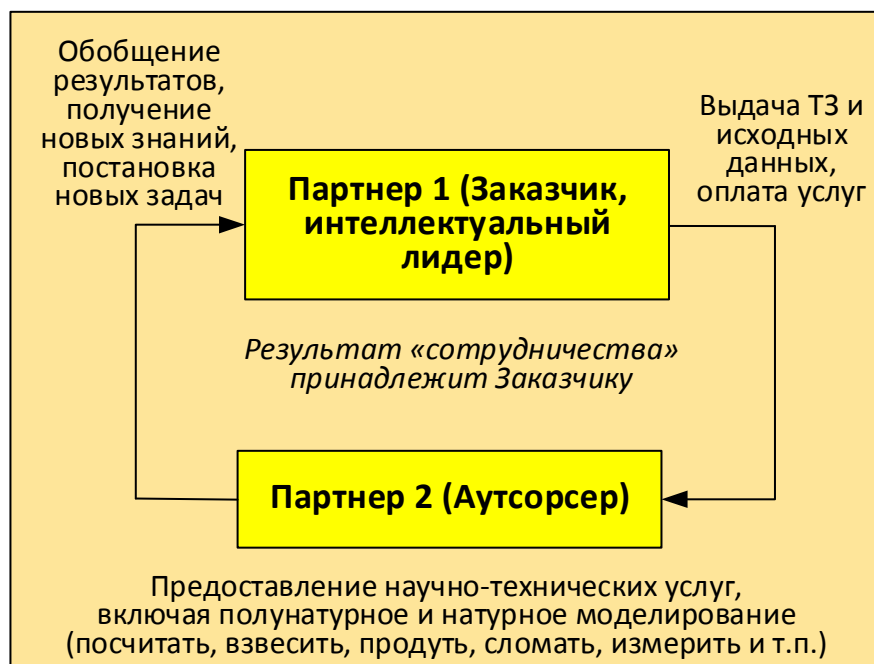 Обобщение
результатов,
получение
новых знаний,
постановка
новых задач
Выдача ТЗ и
исходных
данных,
оплата услуг
Партнер 1 (Заказчик,
интеллектуальный
лидер)
Результат «сотрудничества»
принадлежит Заказчику
Партнер 2 (Аутсорсер)
Предоставление научно-технических услуг,
включая полунатурное и натурное моделирование
(посчитать, взвесить, продуть, сломать, измерить и т.п.)